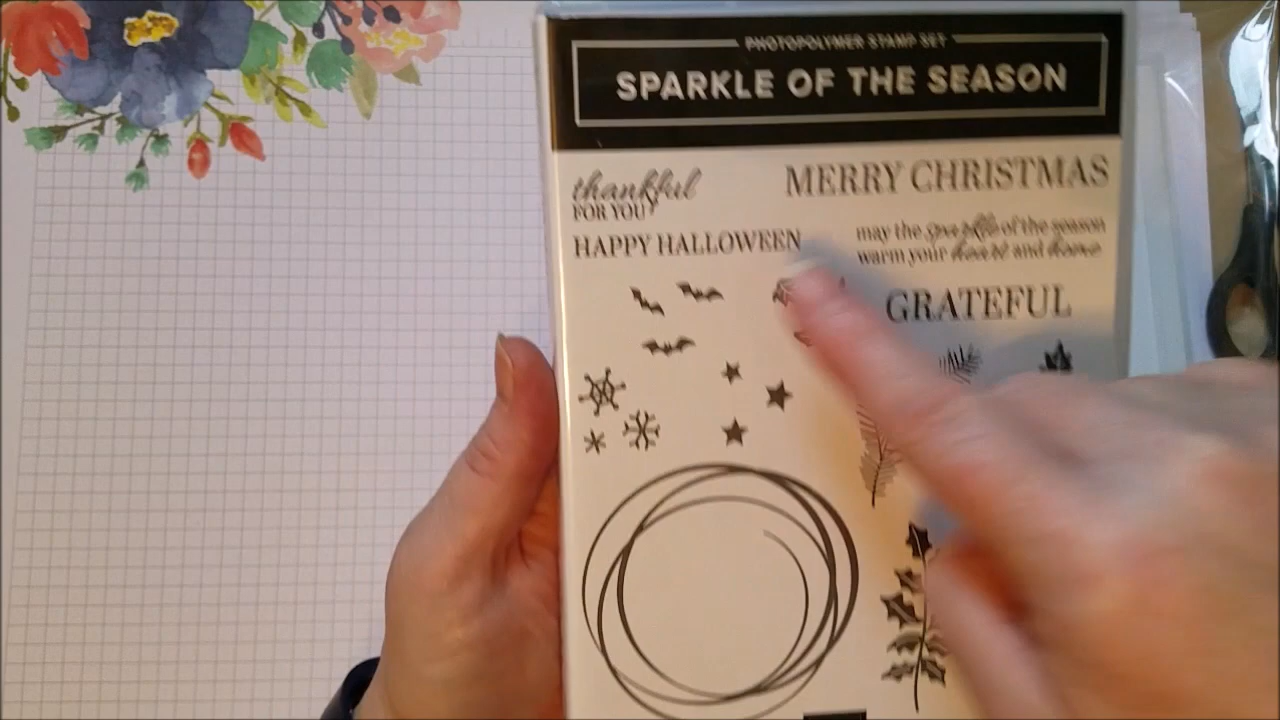 PHOTOPOLYMER STAMP SET
SPARKLE OF THE SEASON
thankful
FOR YOU
HAPPY HALLOWEEN
MERRY CHRISTMAS
may the sparkle of the season
warm your heart and home
GRATEFUL